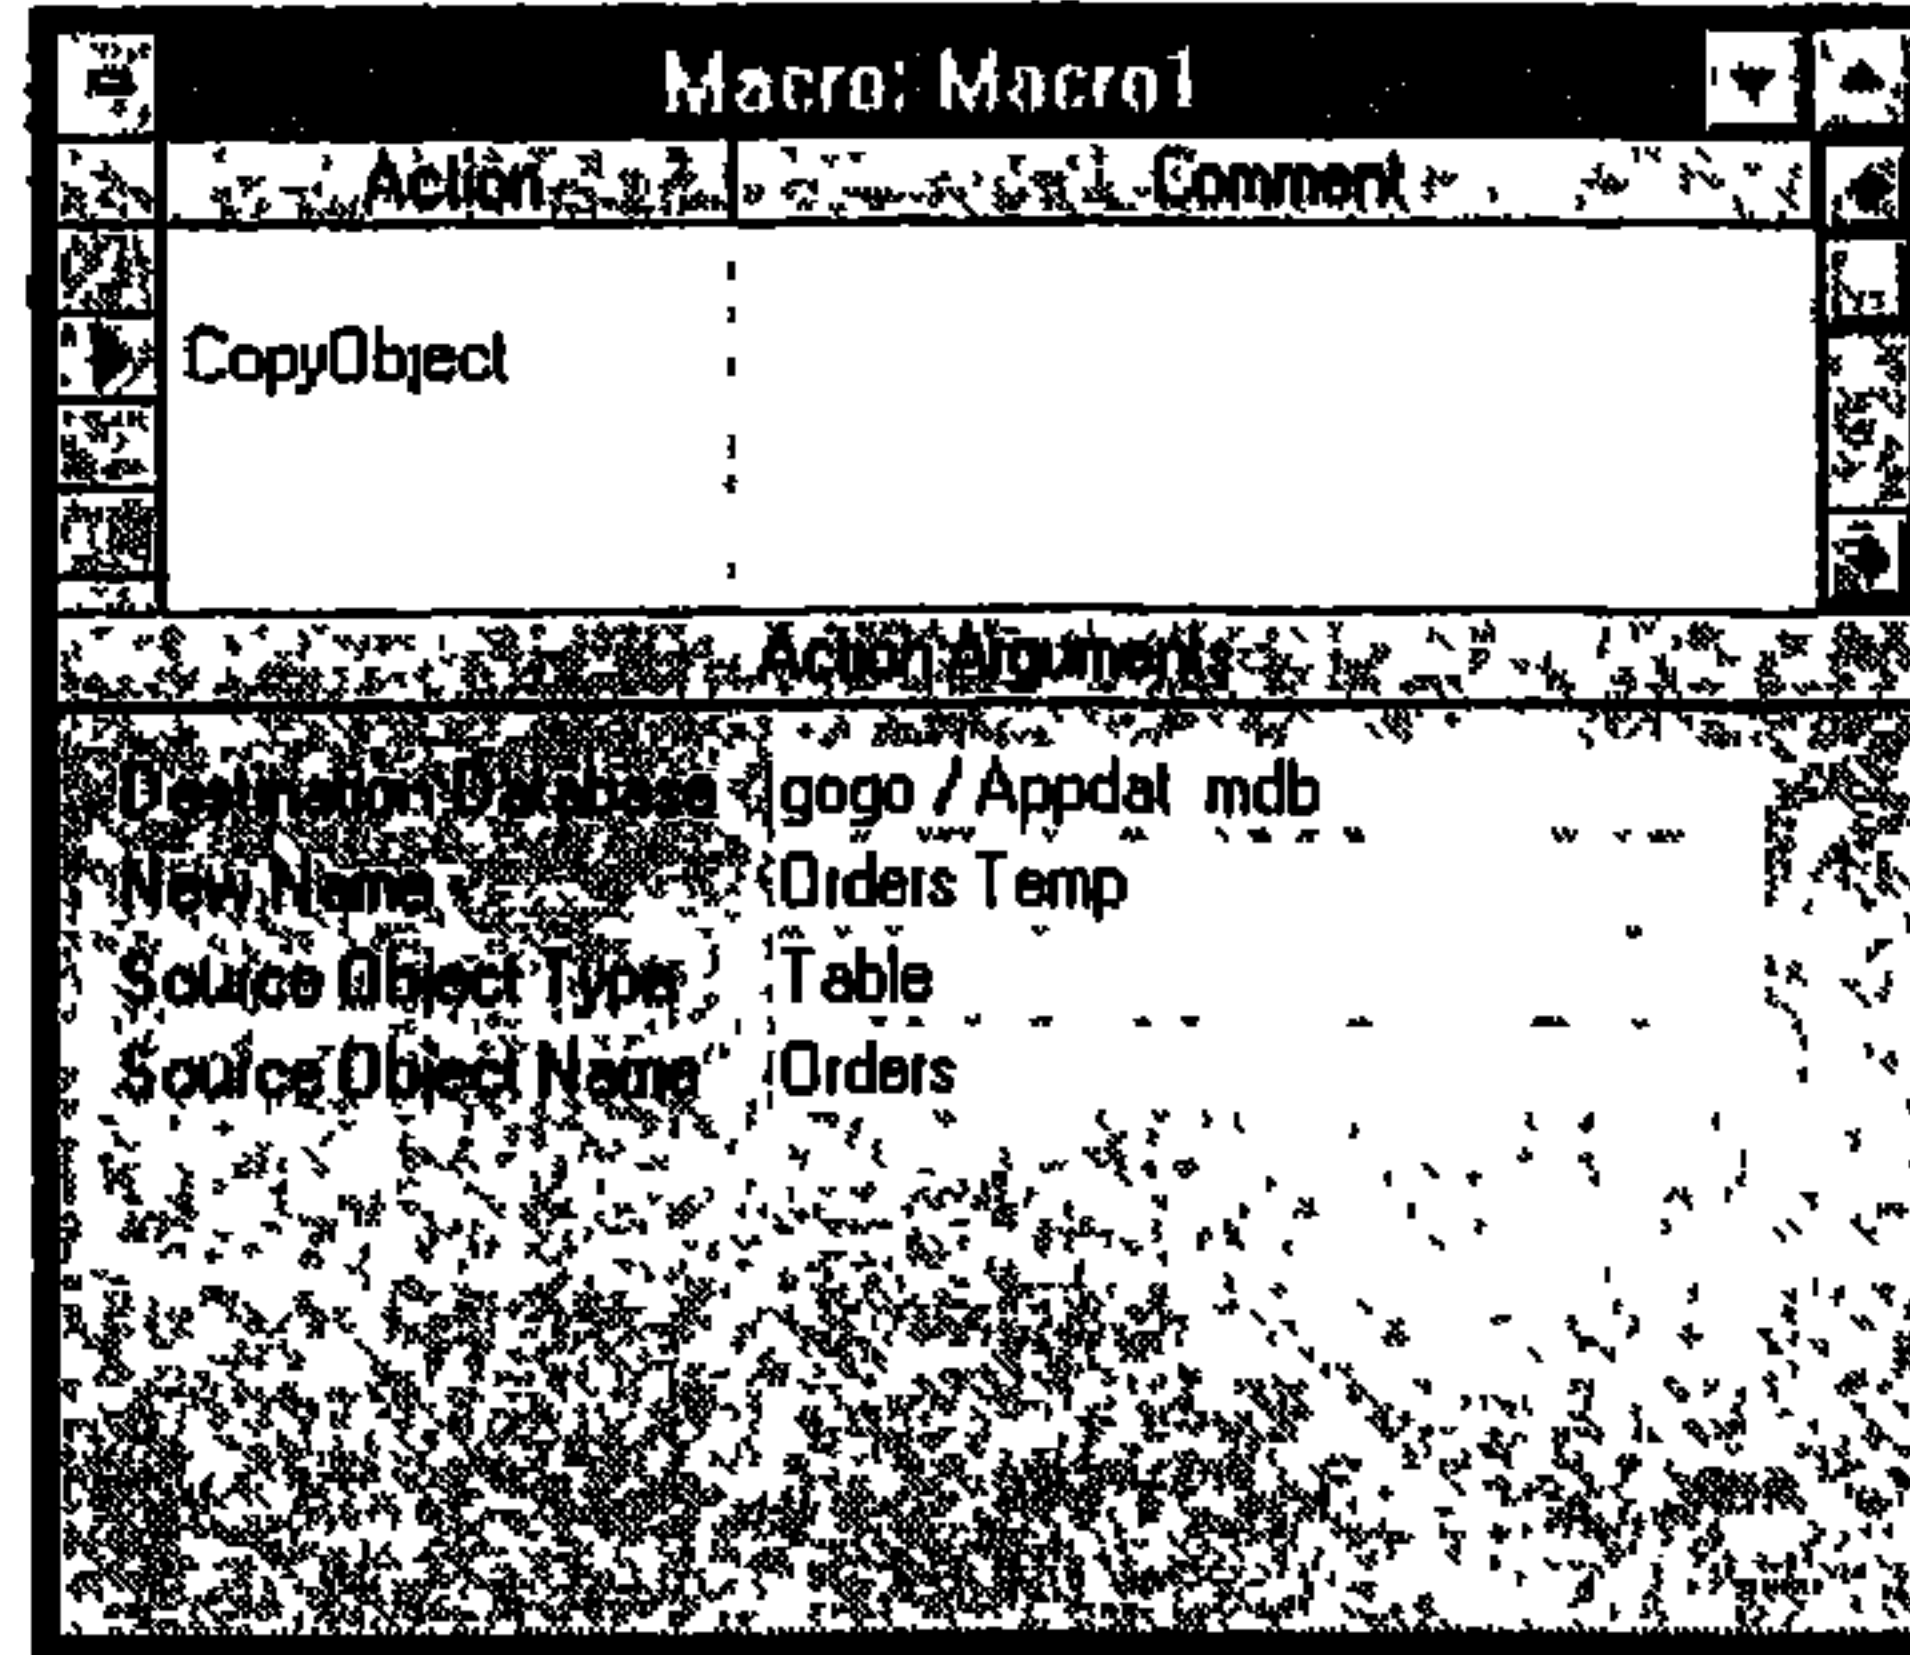 Macro: Macro1
Action Comment
CopyObject
Action Arguments
Destination Database gogo / Appdat mdb
New Name Orders Temp
Source Object Type Table
Source Object Name Orders